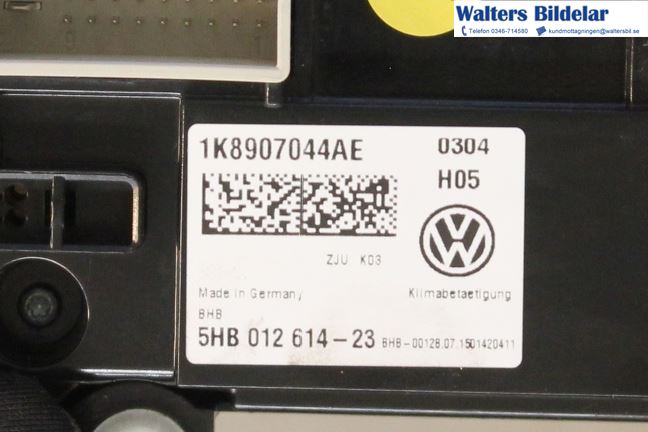 Walters Bildelar
Telefon 0346-714580 kundmottagningen@waltersbil.se
1K8907044AE 0304
H05
ZJU K03
Made in Germany Klimabetaetigung
BHB
5HB 012 614-23 BHB-00128.07.1501420411